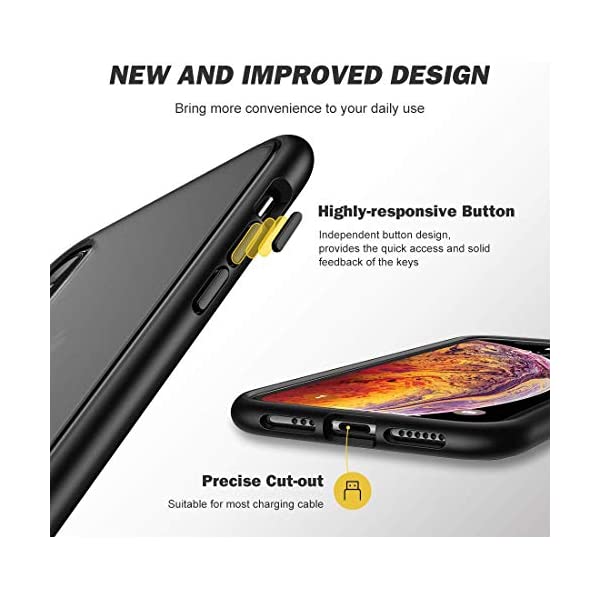 NEW AND IMPROVED DESIGN
Bring more convenience to your daily use
Highly-responsive Button
Independent button design,
provides the quick access and solid
feedback of the keys
Precise Cut-out
Suitable for most charging cable